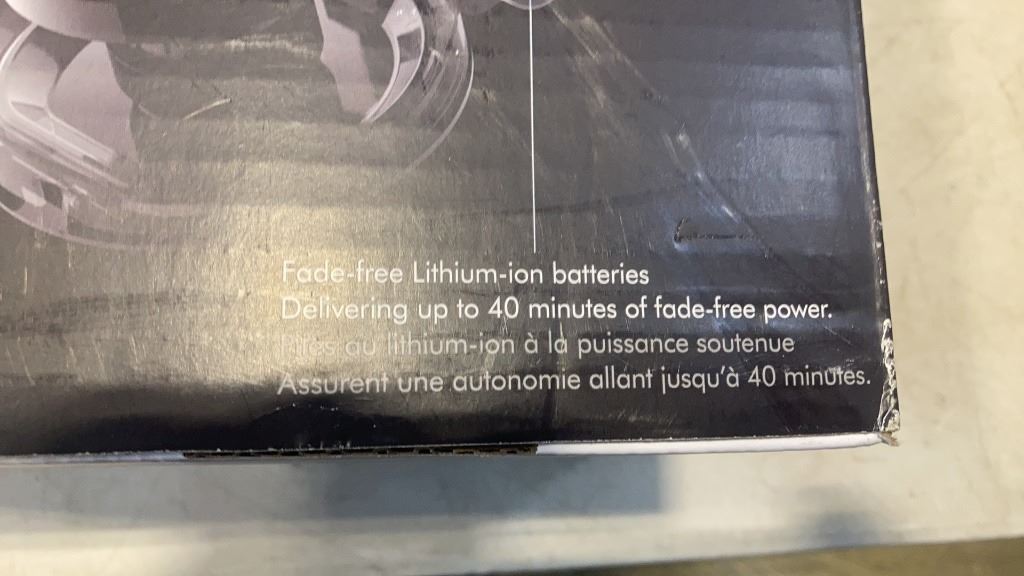 Fade-free Lithium-ion batteries
Delivering up to 40 minutes of fade-free power.
Piles au lithium-ion à la puissance soutenue
Assurent une autonomie allant jusqu'à 40 minutes.